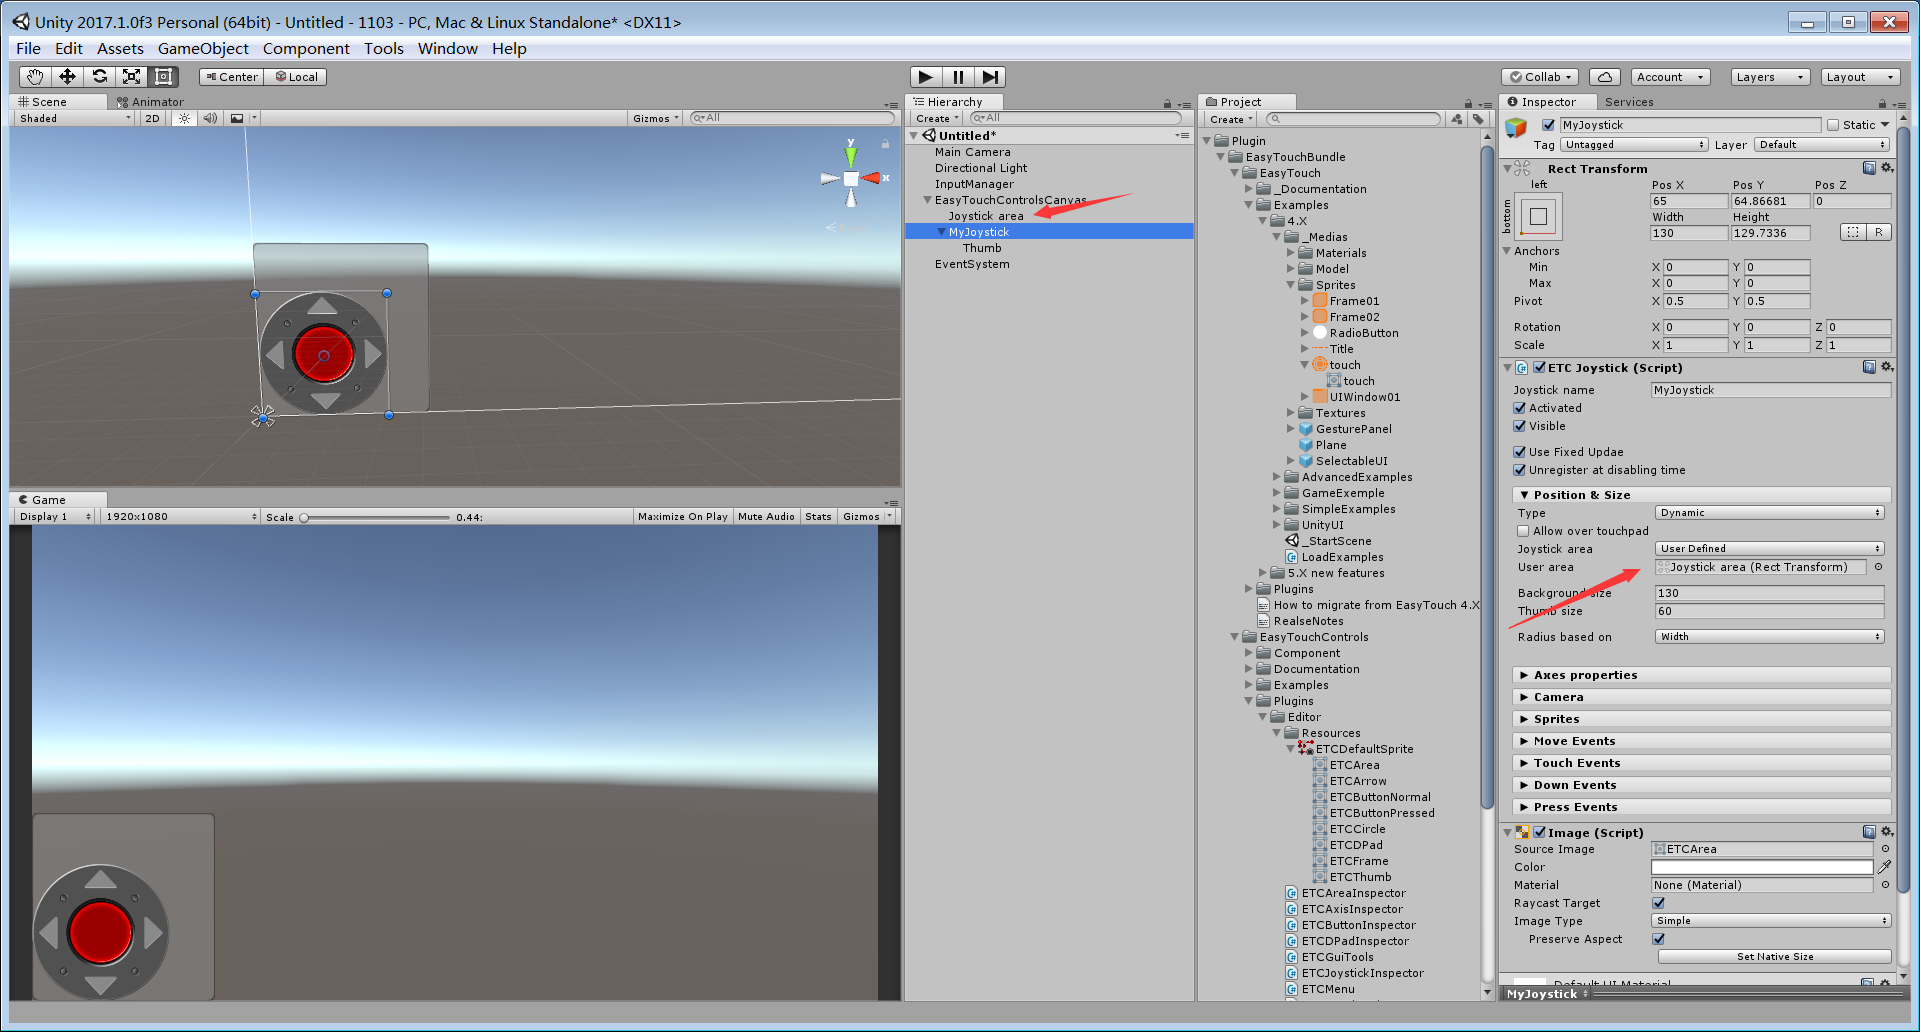 Unity 2017.1.0f3 Personal (64bit) - Untitled - 1103 - PC, Mac & Linux Standalone* <DX11>
File Edit Assets GameObject Component Tools Window Help
Center Local
Collab Account Layers Layout
Scene Animator
Shaded 2D Gizmos All
y
x
Game
Display 1 1920x1080 Scale 0.44: Maximize On Play Mute Audio Stats Gizmos
Hierarchy
Create All
Untitled*
Main Camera
Directional Light
InputManager
EasyTouchControlsCanvas
Joystick area
MyJoystick
Thumb
EventSystem
Project
Create
Plugin
EasyTouchBundle
EasyTouch
_Documentation
Examples
4.X
_Medias
Materials
Model
Sprites
Frame01
Frame02
RadioButton
Title
touch
touch
UIWindow01
Textures
GesturePanel
Plane
SelectableUI
AdvancedExamples
GameExemple
SimpleExamples
UnityUI
_StartScene
LoadExamples
5.X new features
Plugins
How to migrate from EasyTouch 4.X
RealseNotes
EasyTouchControls
Component
Documentation
Examples
Plugins
Editor
Resources
ETCDefaultSprite
ETCArea
ETCArrow
ETCButtonNormal
ETCButtonPressed
ETCCircle
ETCDPad
ETCFrame
ETCThumb
ETCAreaInspector
ETCAxisInspector
ETCButtonInspector
ETCDPadInspector
ETCGuiTools
ETCJoystickInspector
ETCMenu
Inspector Services
MyJoystick Static
Tag Untagged Layer Default
Rect Transform
left
bottom
Pos X Pos Y Pos Z
65 64.86681 0
Width Height
130 129.7336 R
Anchors
Min X 0 Y 0
Max X 0 Y 0
Pivot X 0.5 Y 0.5
Rotation X 0 Y 0 Z 0
Scale X 1 Y 1 Z 1
ETC Joystick (Script)
Joystick name MyJoystick
Activated
Visible
Use Fixed Updae
Unregister at disabling time
Position & Size
Type Dynamic
Allow over touchpad
Joystick area User Defined
User area Joystick area (Rect Transform)
Background size 130
Thumb size 60
Radius based on Width
Axes properties
Camera
Sprites
Move Events
Touch Events
Down Events
Press Events
Image (Script)
Source Image ETCArea
Color
Material None (Material)
Raycast Target
Image Type Simple
Preserve Aspect
Set Native Size
Default UI Material
MyJoystick